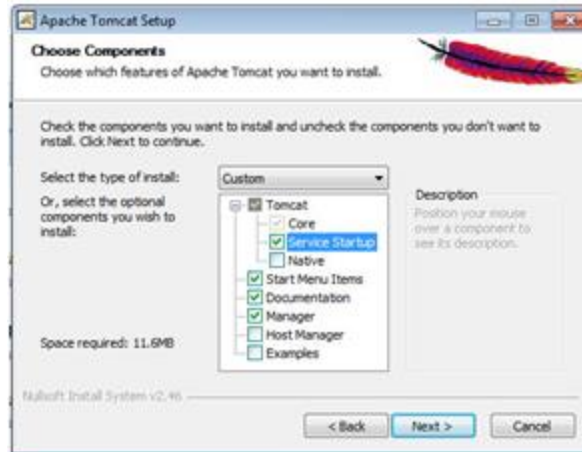 Apache Tomcat Setup
Choose Components
Choose which features of Apache Tomcat you want to install.
Check the components you want to install and uncheck the components you don't want to
install. Click Next to continue.
Select the type of install:
Custom
Or, select the optional
components you wish to
install:
Tomcat
Core
Service Startup
Native
Start Menu Items
Documentation
Manager
Host Manager
Examples
Description
Position your mouse
over a component to
see its description.
Space required: 11.6MB
Nullsoft Install System v2.46
< Back
Next >
Cancel